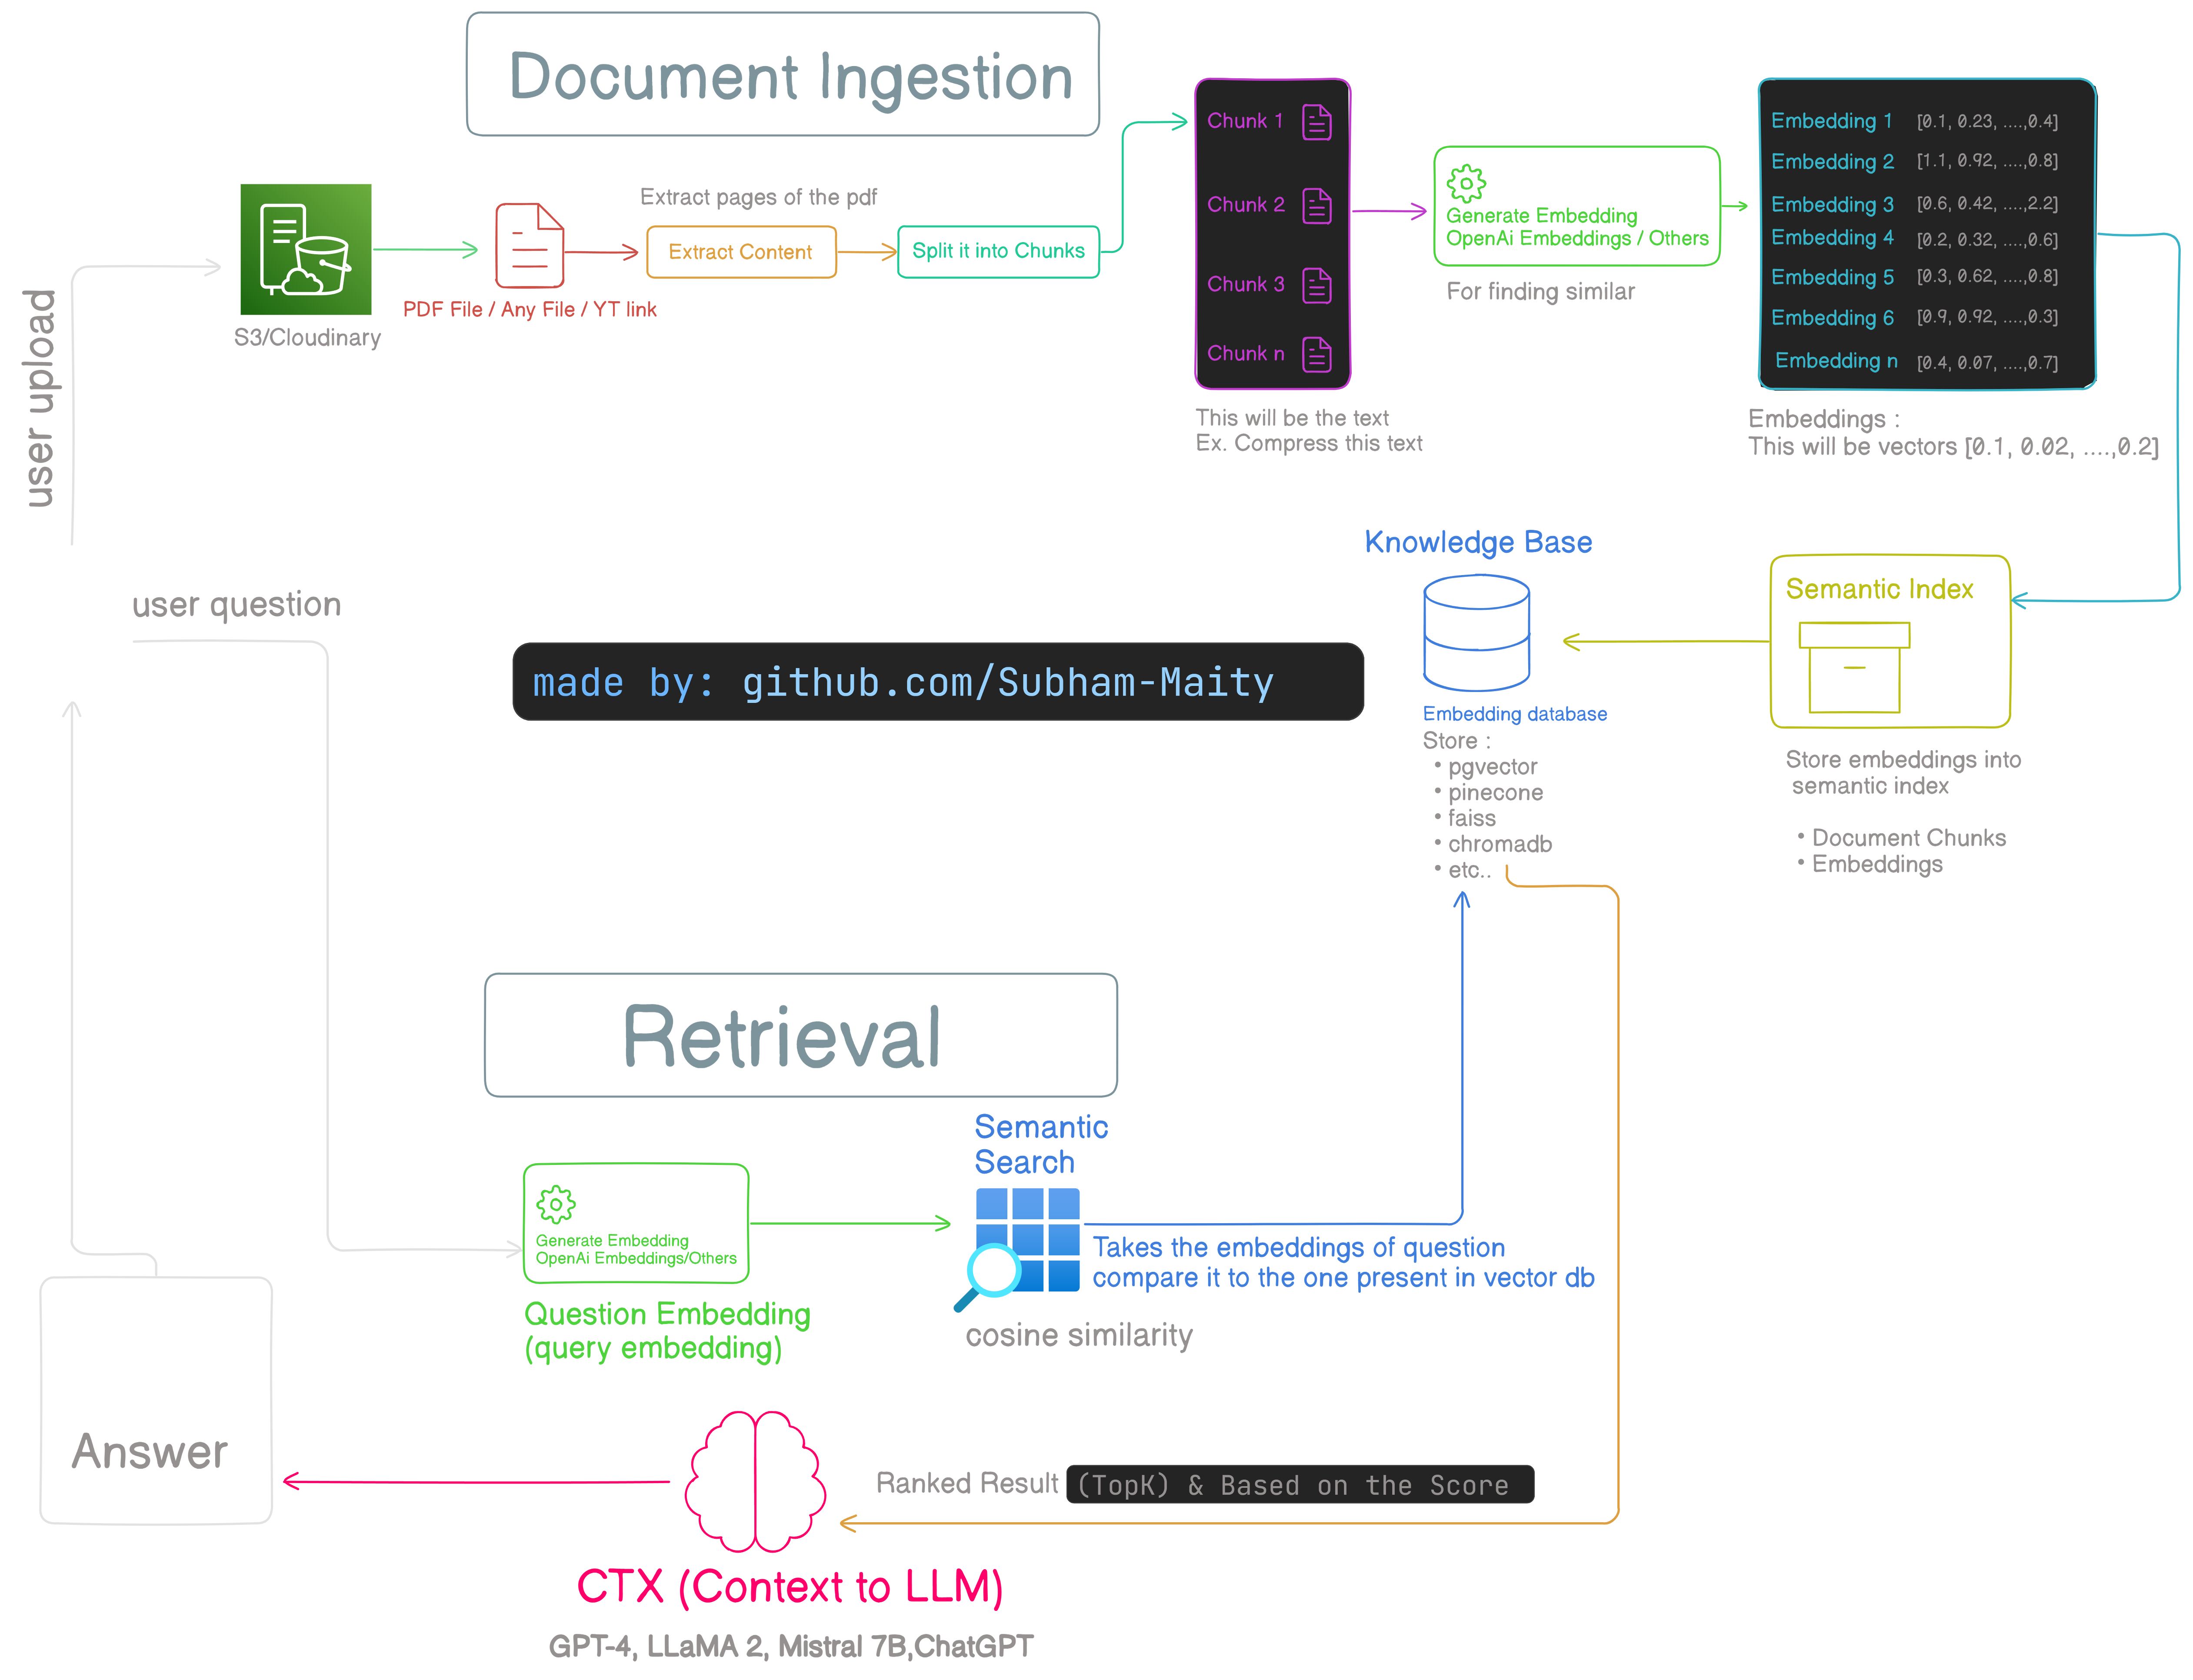 Document Ingestion
user upload
S3/Cloudinary
PDF File / Any File / YT link
Extract pages of the pdf
Extract Content
Split it into Chunks
Chunk 1
Chunk 2
Chunk 3
Chunk n
This will be the text
Ex. Compress this text
Generate Embedding
OpenAi Embeddings / Others
For finding similar
Embedding 1 [0.1, 0.23, ....,0.4]
Embedding 2 [1.1, 0.92, ....,0.8]
Embedding 3 [0.6, 0.42, ....,2.2]
Embedding 4 [0.2, 0.32, ....,0.6]
Embedding 5 [0.3, 0.62, ....,0.8]
Embedding 6 [0.9, 0.92, ....,0.3]
Embedding n [0.4, 0.07, ....,0.7]
Embeddings :
This will be vectors [0.1, 0.02, ....,0.2]
Semantic Index
Store embeddings into
semantic index
• Document Chunks
• Embeddings
Knowledge Base
Embedding database
Store :
• pgvector
• pinecone
• faiss
• chromadb
• etc..
made by: github.com/Subham-Maity
user question
Retrieval
Generate Embedding
OpenAi Embeddings/Others
Question Embedding
(query embedding)
Semantic
Search
Takes the embeddings of question
compare it to the one present in vector db
cosine similarity
Ranked Result (TopK) & Based on the Score
CTX (Context to LLM)
GPT-4, LLaMA 2, Mistral 7B,ChatGPT
Answer